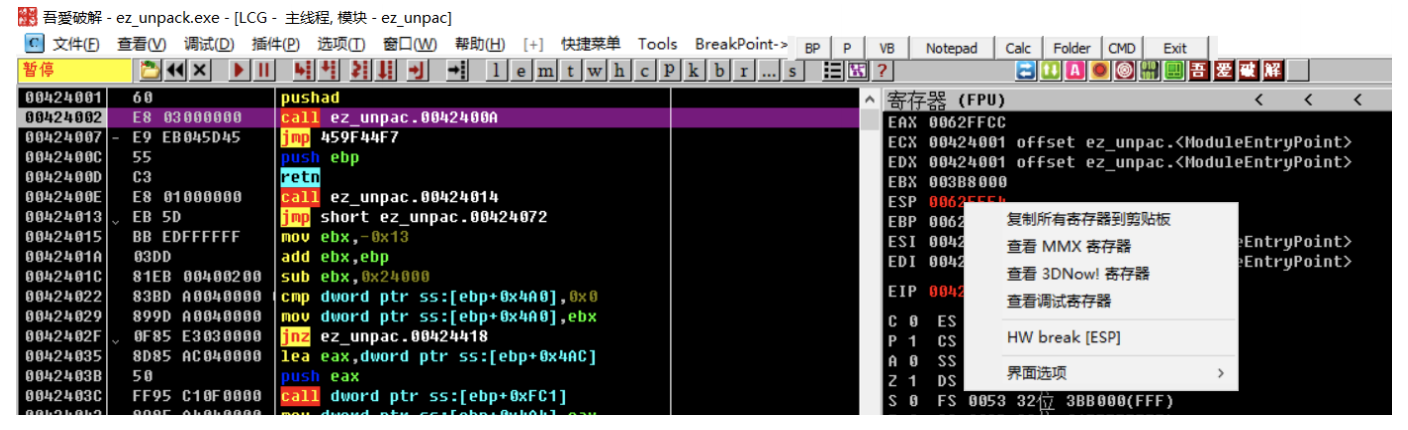 吾愛破解 - ez_unpack.exe - [LCG - 主线程, 模块 - ez_unpac]
C 文件(F) 查看(V) 调试(D) 插件(P) 选项(T) 窗口(W) 帮助(H) [+] 快捷菜单 Tools BreakPoint-> BP P VB Notepad Calc Folder CMD Exit
暂停 l e m t w h c P k b r ... s ? 吾 爱 破 解
00424001 60 pushad
00424002 E8 03000000 call ez_unpac.0042400A
00424007 - E9 EB045D45 jmp 459F44F7
0042400C 55 push ebp
0042400D C3 retn
0042400E E8 01000000 call ez_unpac.00424014
00424013 EB 5D jmp short ez_unpac.00424072
00424015 BB EDFFFFFF mov ebx,-0x13
0042401A 03DD add ebx,ebp
0042401C 81EB 00400200 sub ebx,0x24000
00424022 83BD A0040000 cmp dword ptr ss:[ebp+0x4A0],0x0
00424029 899D A0040000 mov dword ptr ss:[ebp+0x4A0],ebx
0042402F 0F85 E3030000 jnz ez_unpac.00424418
00424035 8D85 AC040000 lea eax,dword ptr ss:[ebp+0x4AC]
0042403B 50 push eax
0042403C FF95 C10F0000 call dword ptr ss:[ebp+0xFC1]
寄存器 (FPU) < < <
EAX 0062FFCC
ECX 00424001 offset ez_unpac.<ModuleEntryPoint>
EDX 00424001 offset ez_unpac.<ModuleEntryPoint>
EBX 003B8000
ESP 0062FFF4
EBP 0062
ESI 0042 eEntryPoint>
EDI 0042 eEntryPoint>
EIP 0042
C 0 ES
P 1 CS
A 0 SS
Z 1 DS
S 0 FS 0053 32位 3BB000(FFF)
复制所有寄存器到剪贴板
查看 MMX 寄存器
查看 3DNow! 寄存器
查看调试寄存器
HW break [ESP]
界面选项 >